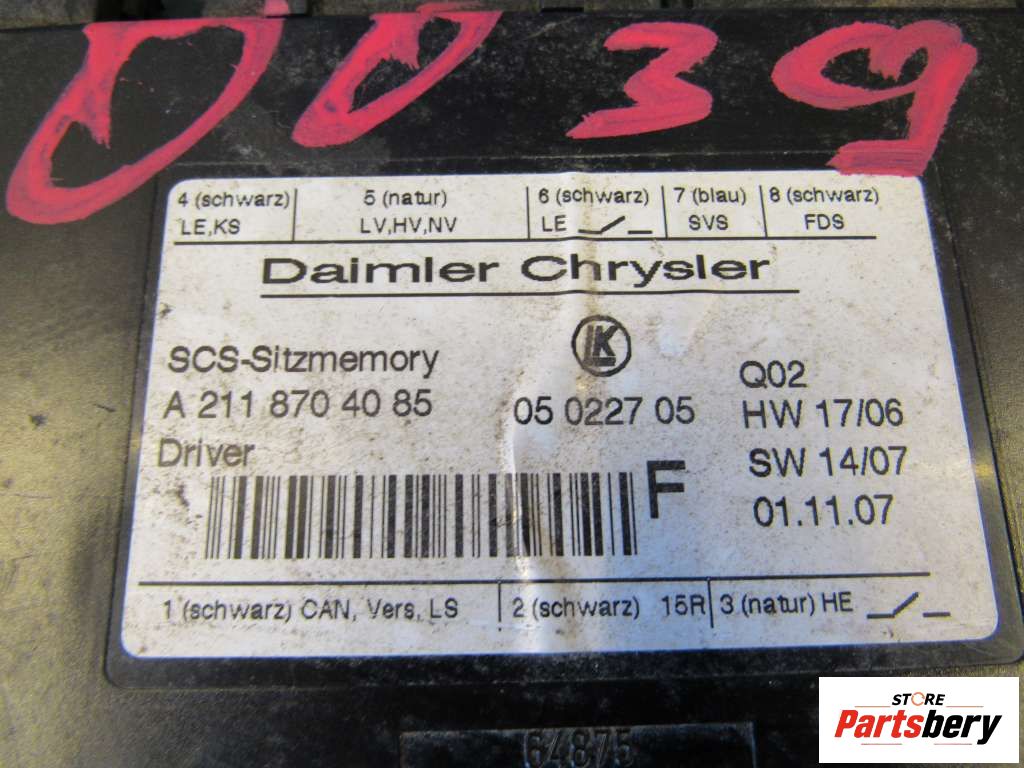 0039
4 (schwarz) 5 (natur) 6 (schwarz) 7 (blau) 8 (schwarz)
LE,KS LV,HV,NV LE SVS FDS
Daimler Chrysler
LK
SCS-Sitzmemory
Q02
A 211 870 40 85 05 0227 05 HW 17/06
Driver
F
SW 14/07
01.11.07
1 (schwarz) CAN, Vers, LS 2 (schwarz) 15R 3 (natur) HE
64875
STORE
Partsbery